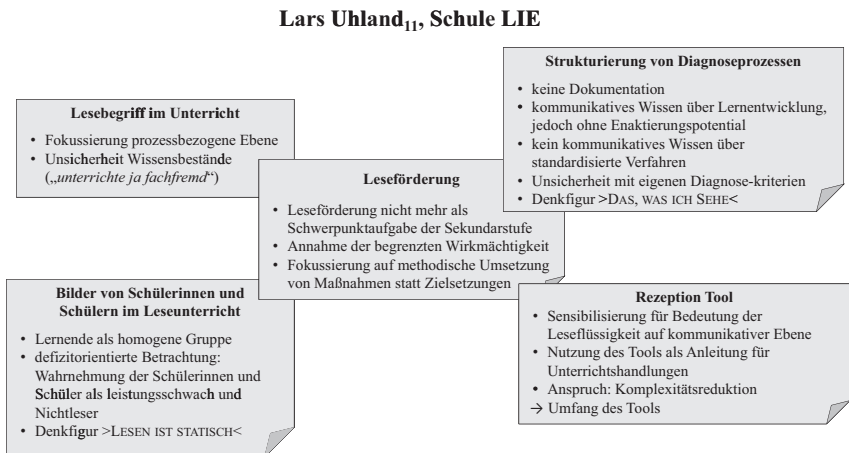 Lars Uhland11, Schule LIE
Lesebegriff im Unterricht
• Fokussierung prozessbezogene Ebene
• Unsicherheit Wissensbestände
(„unterrichte ja fachfremd“)
Strukturierung von Diagnoseprozessen
• keine Dokumentation
• kommunikatives Wissen über Lernentwicklung,
jedoch ohne Enaktierungspotential
• kein kommunikatives Wissen über
standardisierte Verfahren
• Unsicherheit mit eigenen Diagnose-kriterien
• Denkfigur >DAS, WAS ICH SEHE<
Leseförderung
• Leseförderung nicht mehr als
Schwerpunktaufgabe der Sekundarstufe
• Annahme der begrenzten Wirkmächtigkeit
• Fokussierung auf methodische Umsetzung
von Maßnahmen statt Zielsetzungen
Bilder von Schülerinnen und
Schülern im Leseunterricht
• Lernende als homogene Gruppe
• defizitorientierte Betrachtung:
Wahrnehmung der Schülerinnen und
Schüler als leistungsschwach und
Nichtleser
• Denkfigur >LESEN IST STATISCH<
Rezeption Tool
• Sensibilisierung für Bedeutung der
Leseflüssigkeit auf kommunikativer Ebene
• Nutzung des Tools als Anleitung für
Unterrichtshandlungen
• Anspruch: Komplexitätsreduktion
→ Umfang des Tools